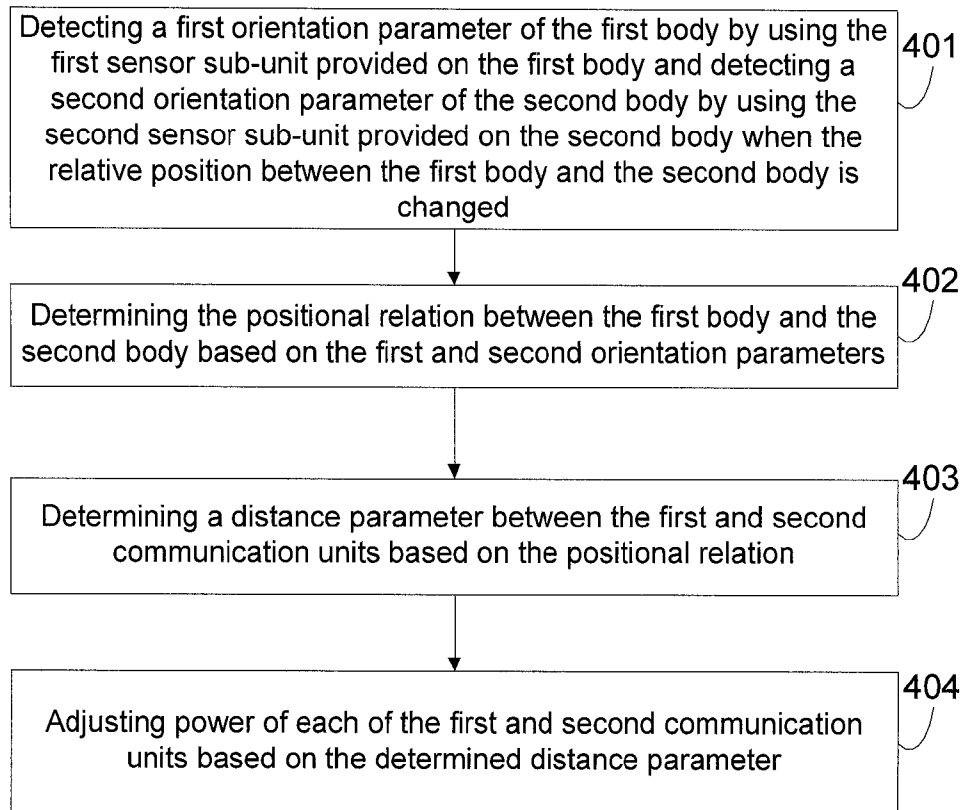 Detecting a first orientation parameter of the first body by using the
first sensor sub-unit provided on the first body and detecting a
second orientation parameter of the second body by using the
second sensor sub-unit provided on the second body when the
relative position between the first body and the second body is
changed
401
Determining the positional relation between the first body and the
second body based on the first and second orientation parameters
402
Determining a distance parameter between the first and second
communication units based on the positional relation
403
Adjusting power of each of the first and second communication
units based on the determined distance parameter
404